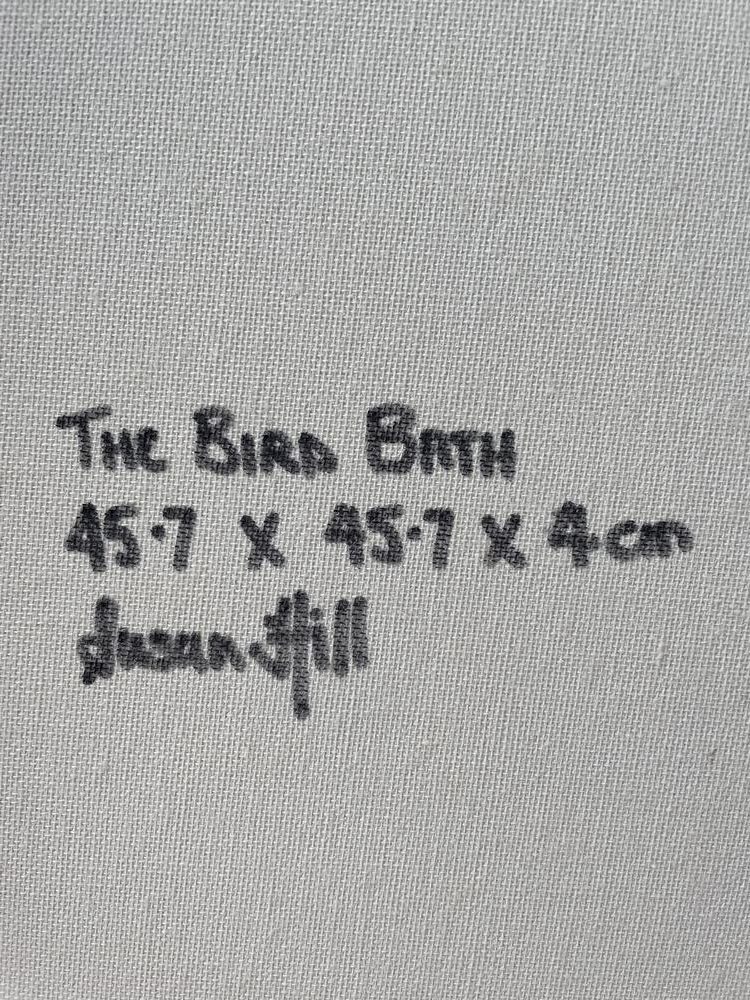 THE BIRD BATH
45.7 X 45.7 X 4cm
Susan Hill